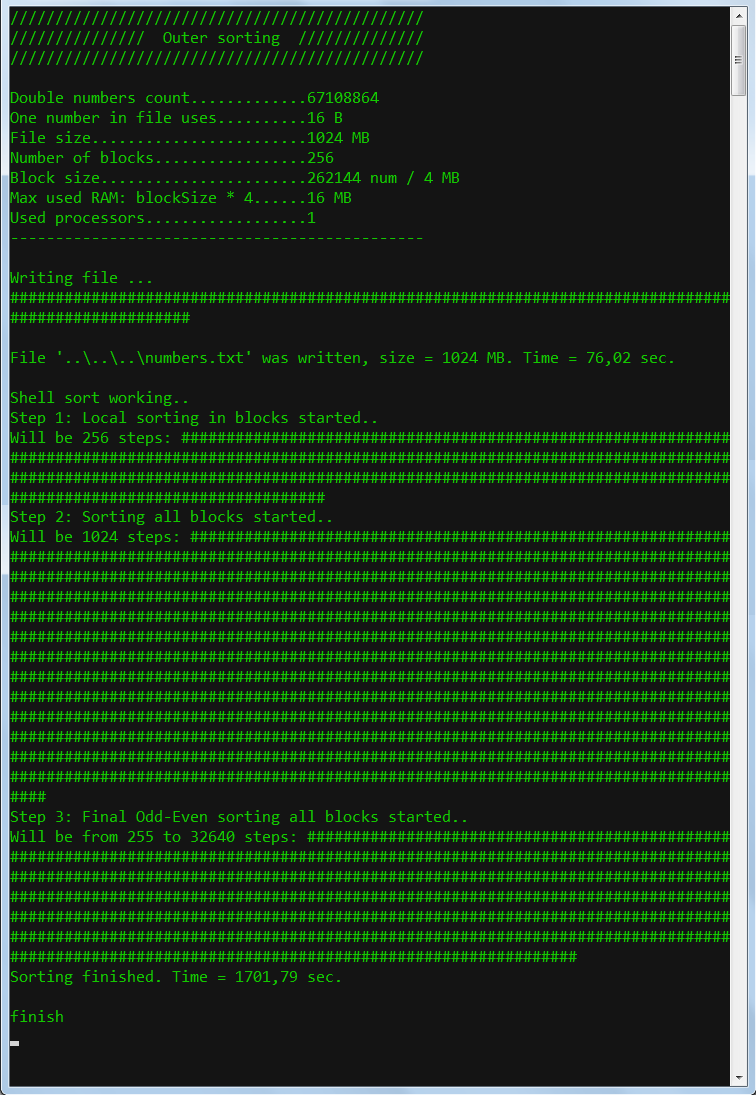 //////////////////////////////////////////////
///////////////  Outer sorting  //////////////
//////////////////////////////////////////////
Double numbers count.............67108864
One number in file uses..........16 B
File size........................1024 MB
Number of blocks.................256
Block size.......................262144 num / 4 MB
Max used RAM: blockSize * 4......16 MB
Used processors..................1
----------------------------------------------
Writing file ...
################################################################################
####################
File '..\..\..\numbers.txt' was written, size = 1024 MB. Time = 76,02 sec.
Shell sort working..
Step 1: Local sorting in blocks started..
Will be 256 steps: #############################################################
################################################################################
################################################################################
###################################
Step 2: Sorting all blocks started..
Will be 1024 steps: ############################################################
################################################################################
################################################################################
################################################################################
################################################################################
################################################################################
################################################################################
################################################################################
################################################################################
################################################################################
################################################################################
################################################################################
################################################################################
####
Step 3: Final Odd-Even sorting all blocks started..
Will be from 255 to 32640 steps: ###############################################
################################################################################
################################################################################
################################################################################
################################################################################
################################################################################
###############################################################
Sorting finished. Time = 1701,79 sec.
finish